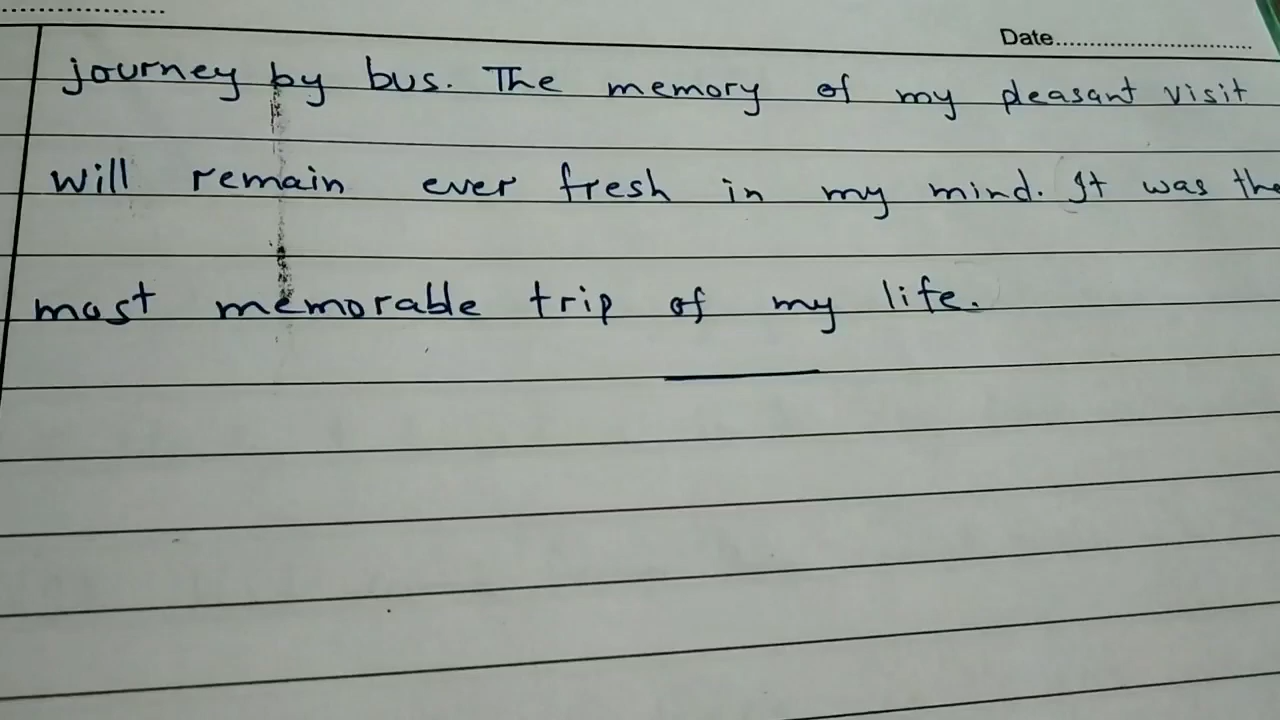 Date
journey by bus. The memory of my pleasant visit
will remain ever fresh in my mind. It was the
most memorable trip of my life.